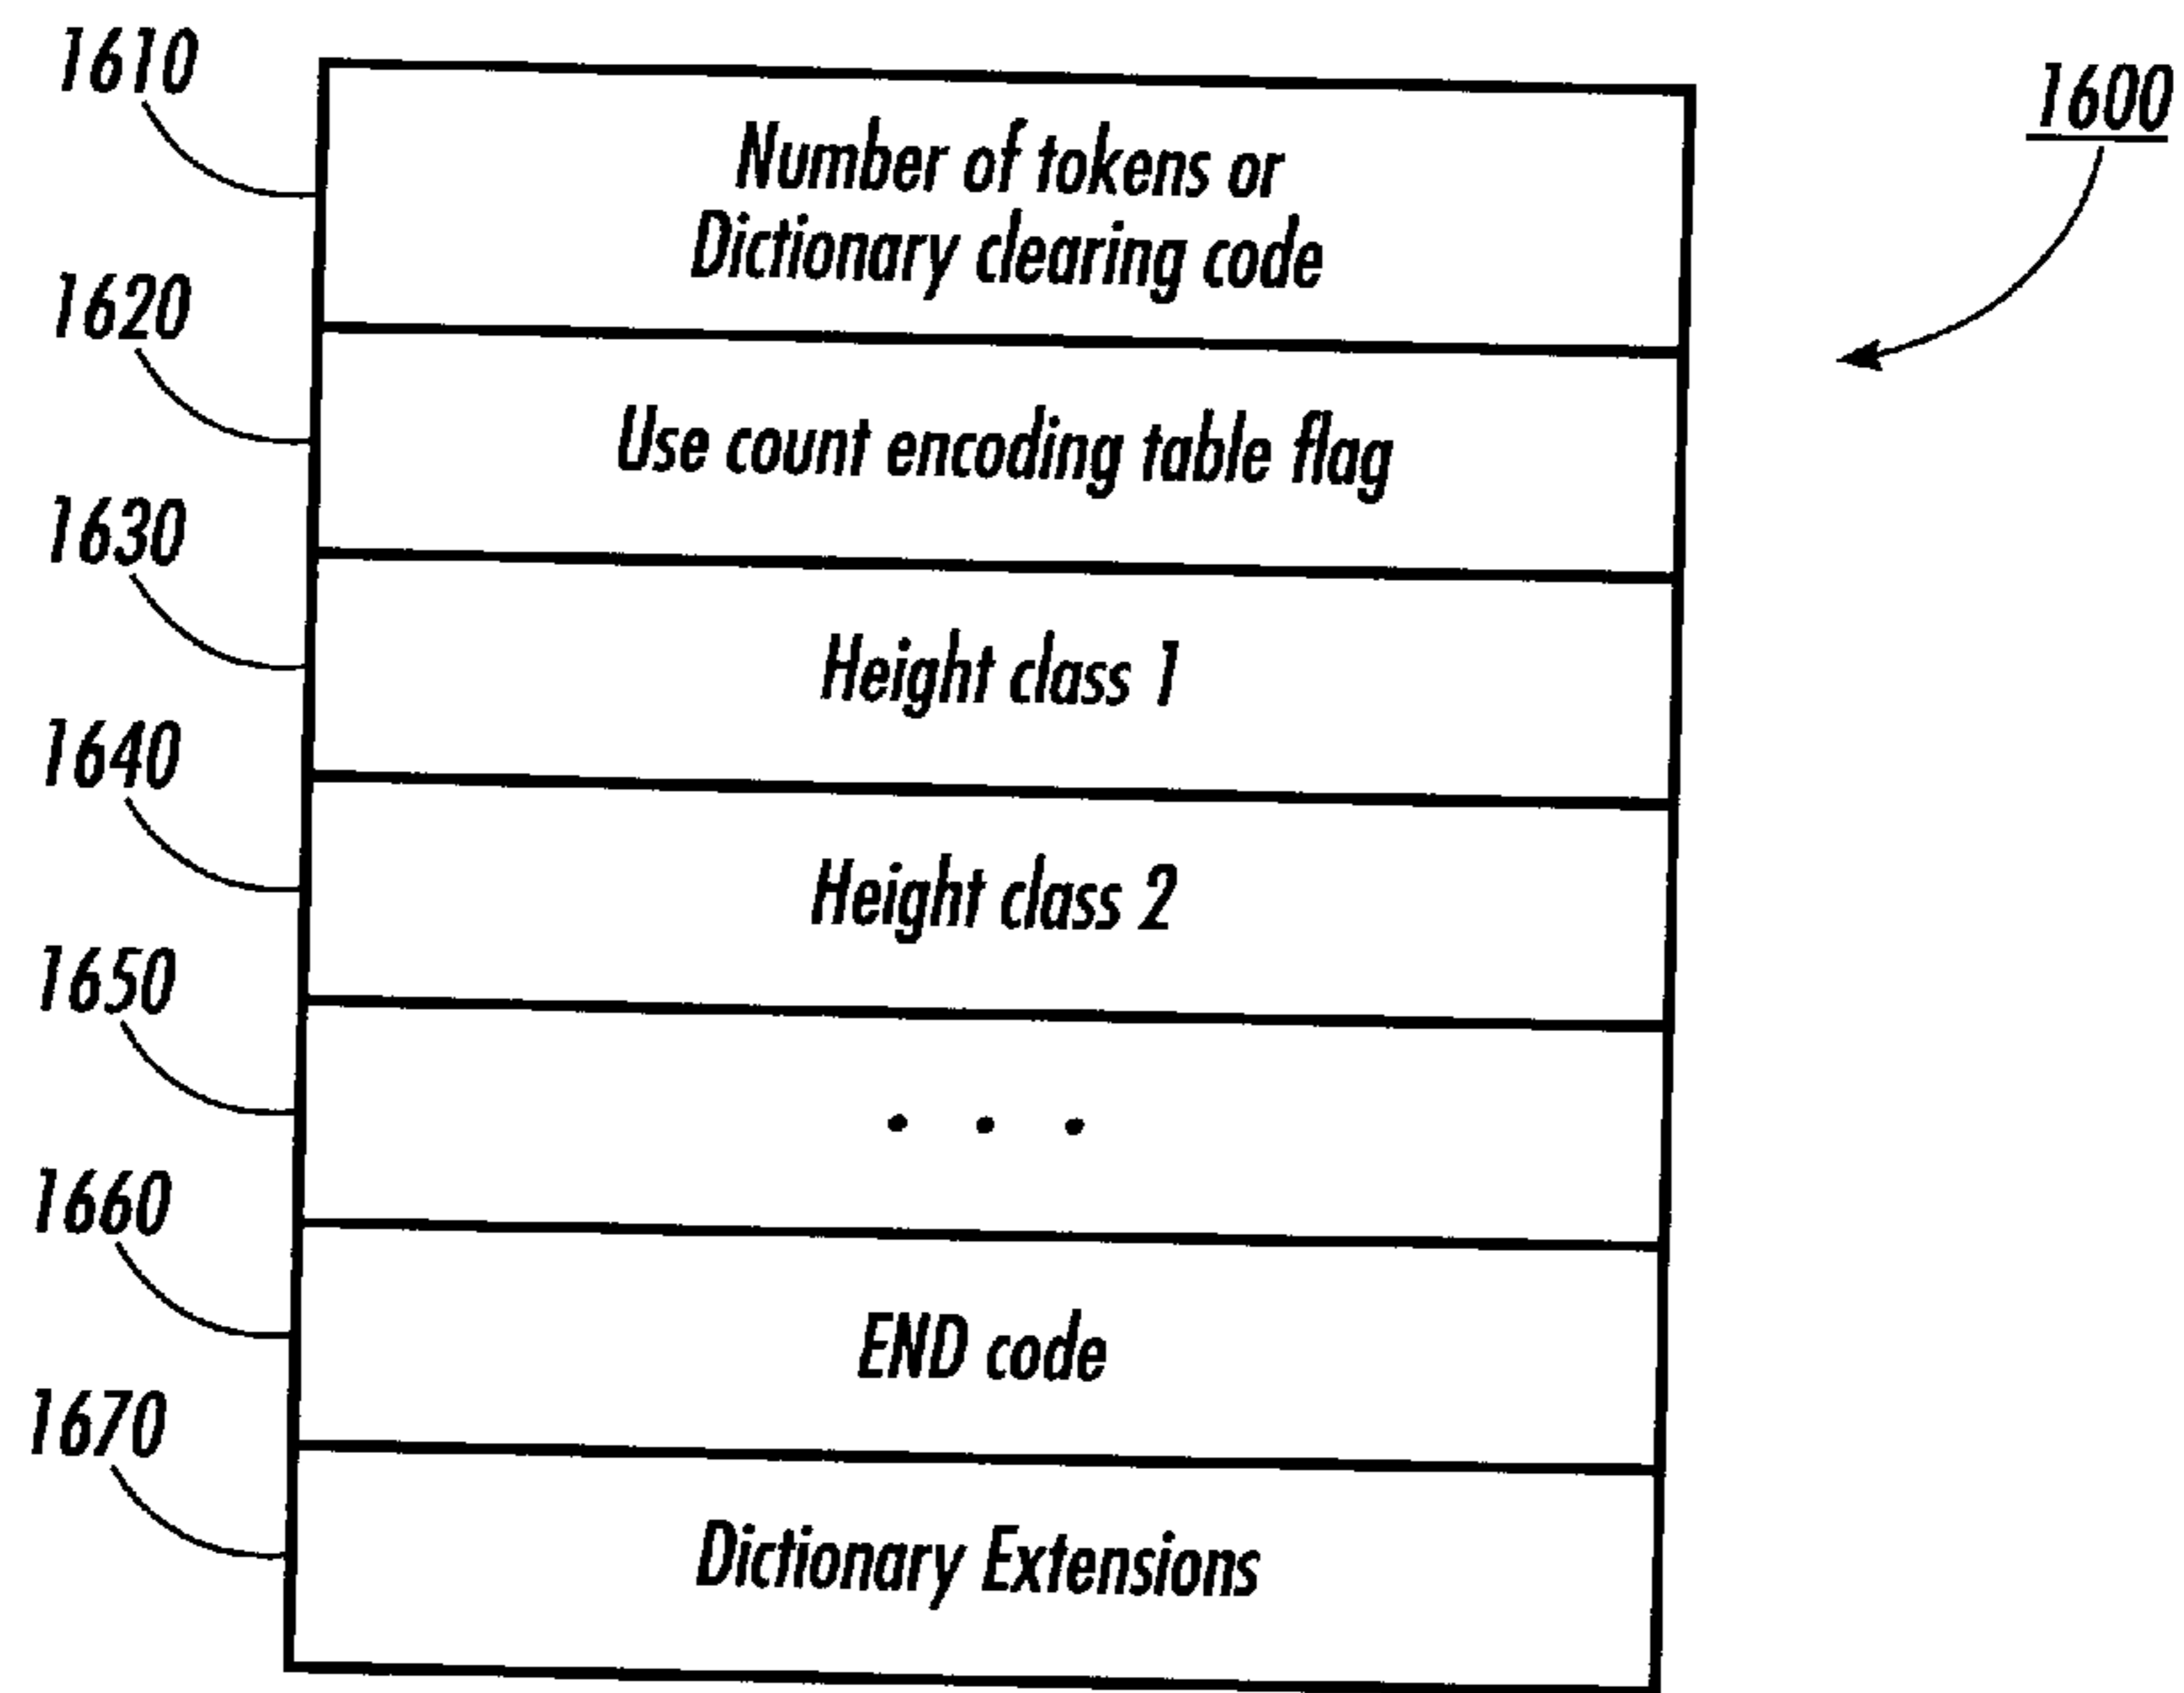 1610
1600
Number of tokens or
Dictionary clearing code
1620
Use count encoding table flag
1630
Height class 1
1640
Height class 2
1650
. . .
1660
END code
1670
Dictionary Extensions